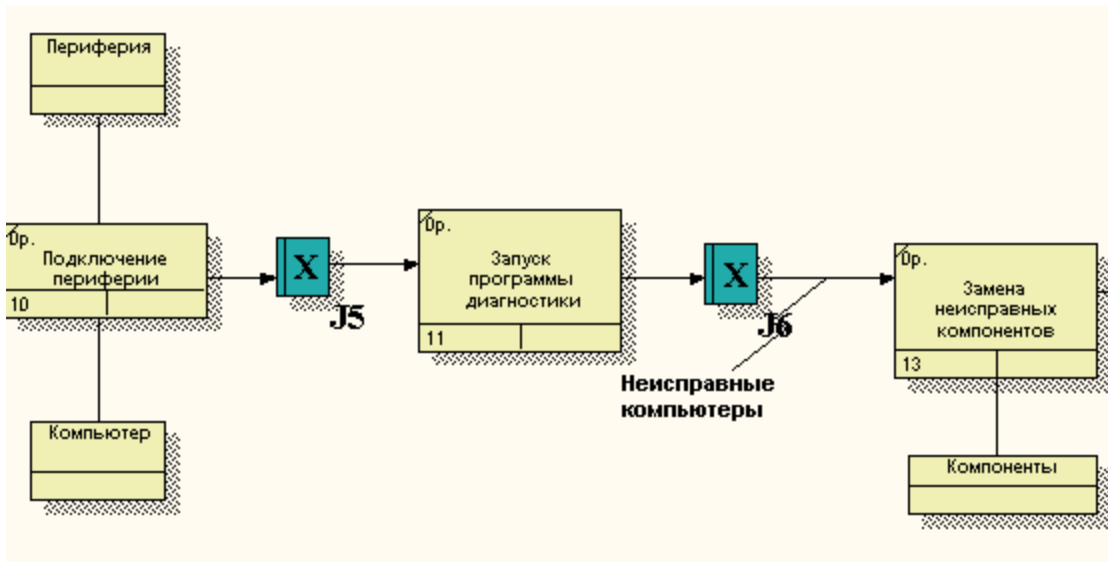 Периферия
0р.
Подключение
периферии
10
Компьютер
X
J5
0р.
Запуск
программы
диагностики
11
X
J6
Неисправные
компьютеры
0р.
Замена
неисправных
компонентов
13
Компоненты